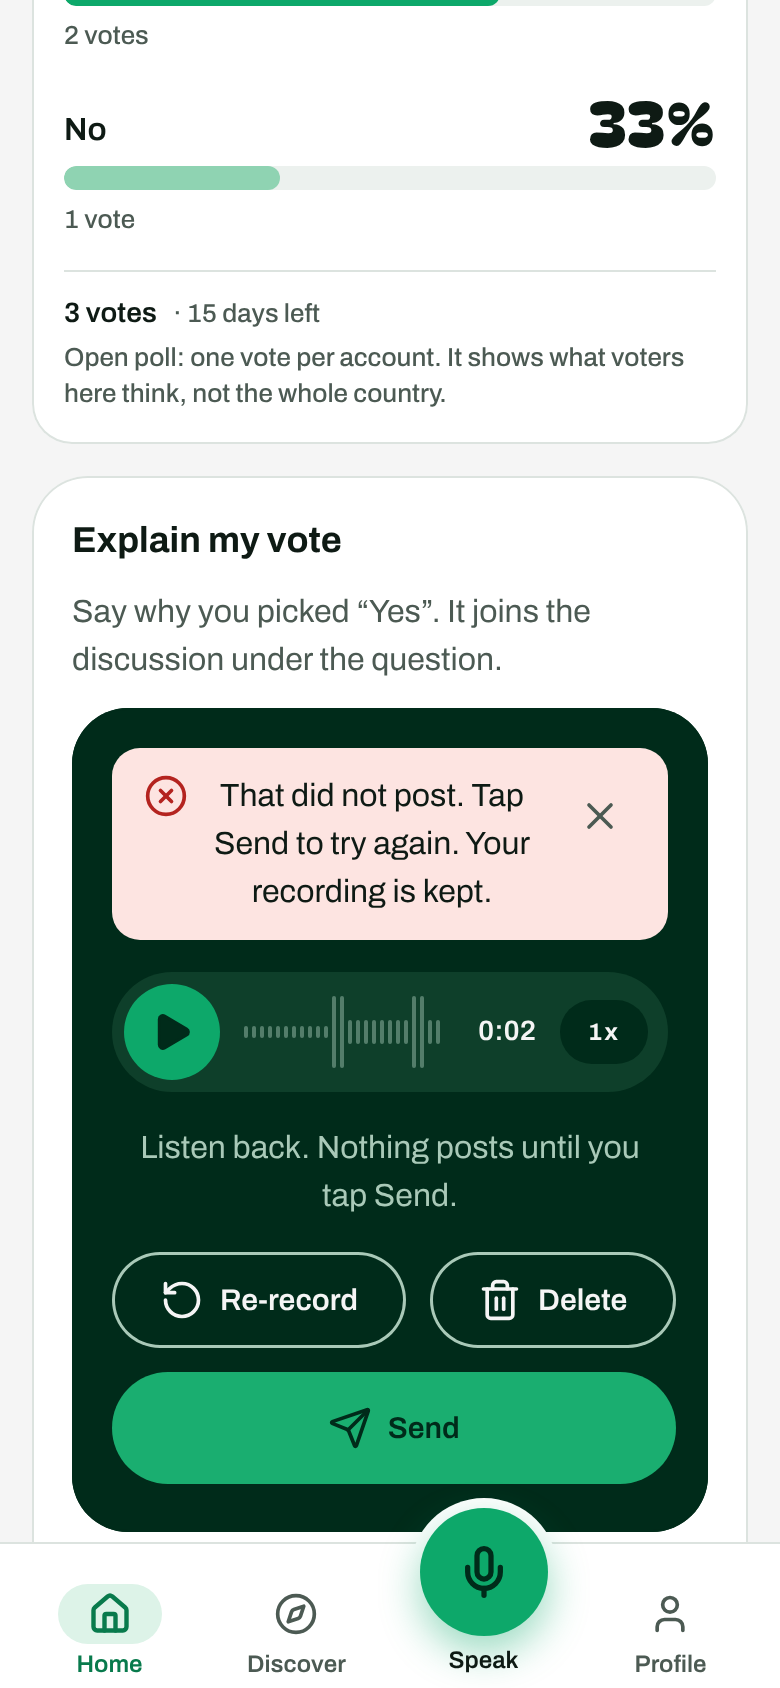 2 votes
No
33%
1 vote
3 votes · 15 days left
Open poll: one vote per account. It shows what voters
here think, not the whole country.
Explain my vote
Say why you picked “Yes”. It joins the
discussion under the question.
That did not post. Tap
Send to try again. Your
recording is kept.
0:02
1x
Listen back. Nothing posts until you
tap Send.
Re-record
Delete
Send
Home
Discover
Speak
Profile